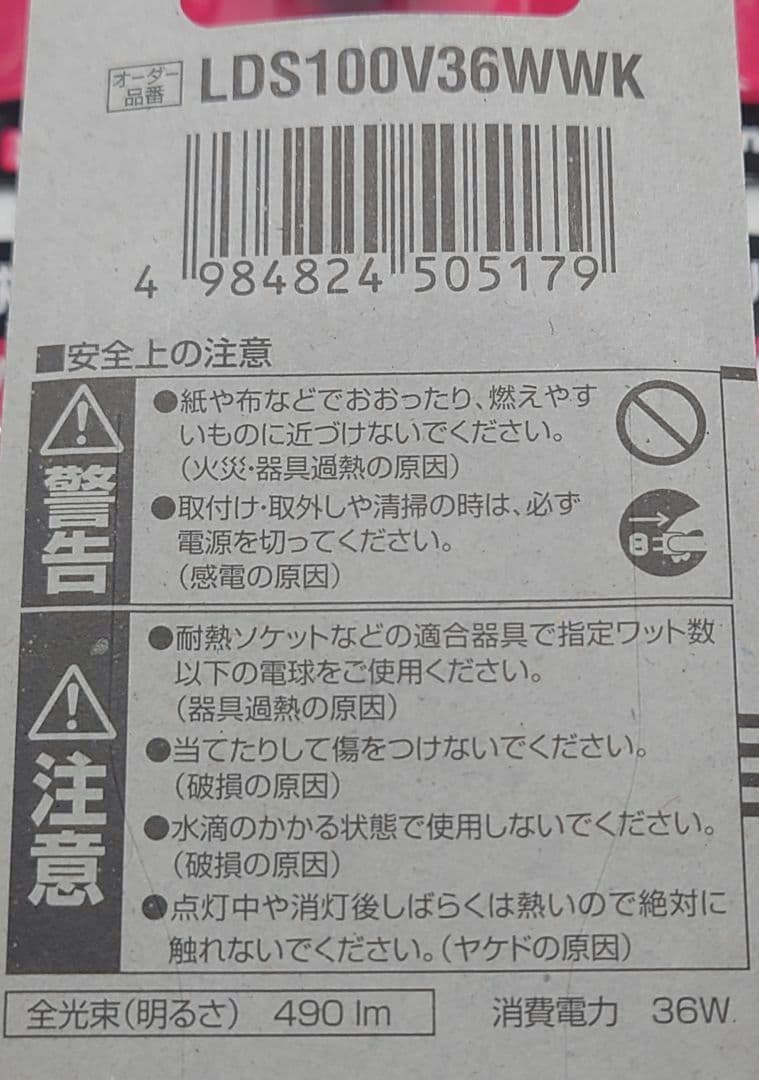 オーダー
品番
LDS100V36WWK
4 984824 505179
■安全上の注意
警告
●紙や布などでおおったり、燃えやす
いものに近づけないでください。
(火災・器具過熱の原因)
●取付け・取外しや清掃の時は、必ず
電源を切ってください。
(感電の原因)
注意
●耐熱ソケットなどの適合器具で指定ワット数
以下の電球をご使用ください。
(器具過熱の原因)
●当てたりして傷をつけないでください。
(破損の原因)
●水滴のかかる状態で使用しないでください。
(破損の原因)
●点灯中や消灯後しばらくは熱いので絶対に
触れないでください。(ヤケドの原因)
全光束(明るさ) 490 lm
消費電力 36W